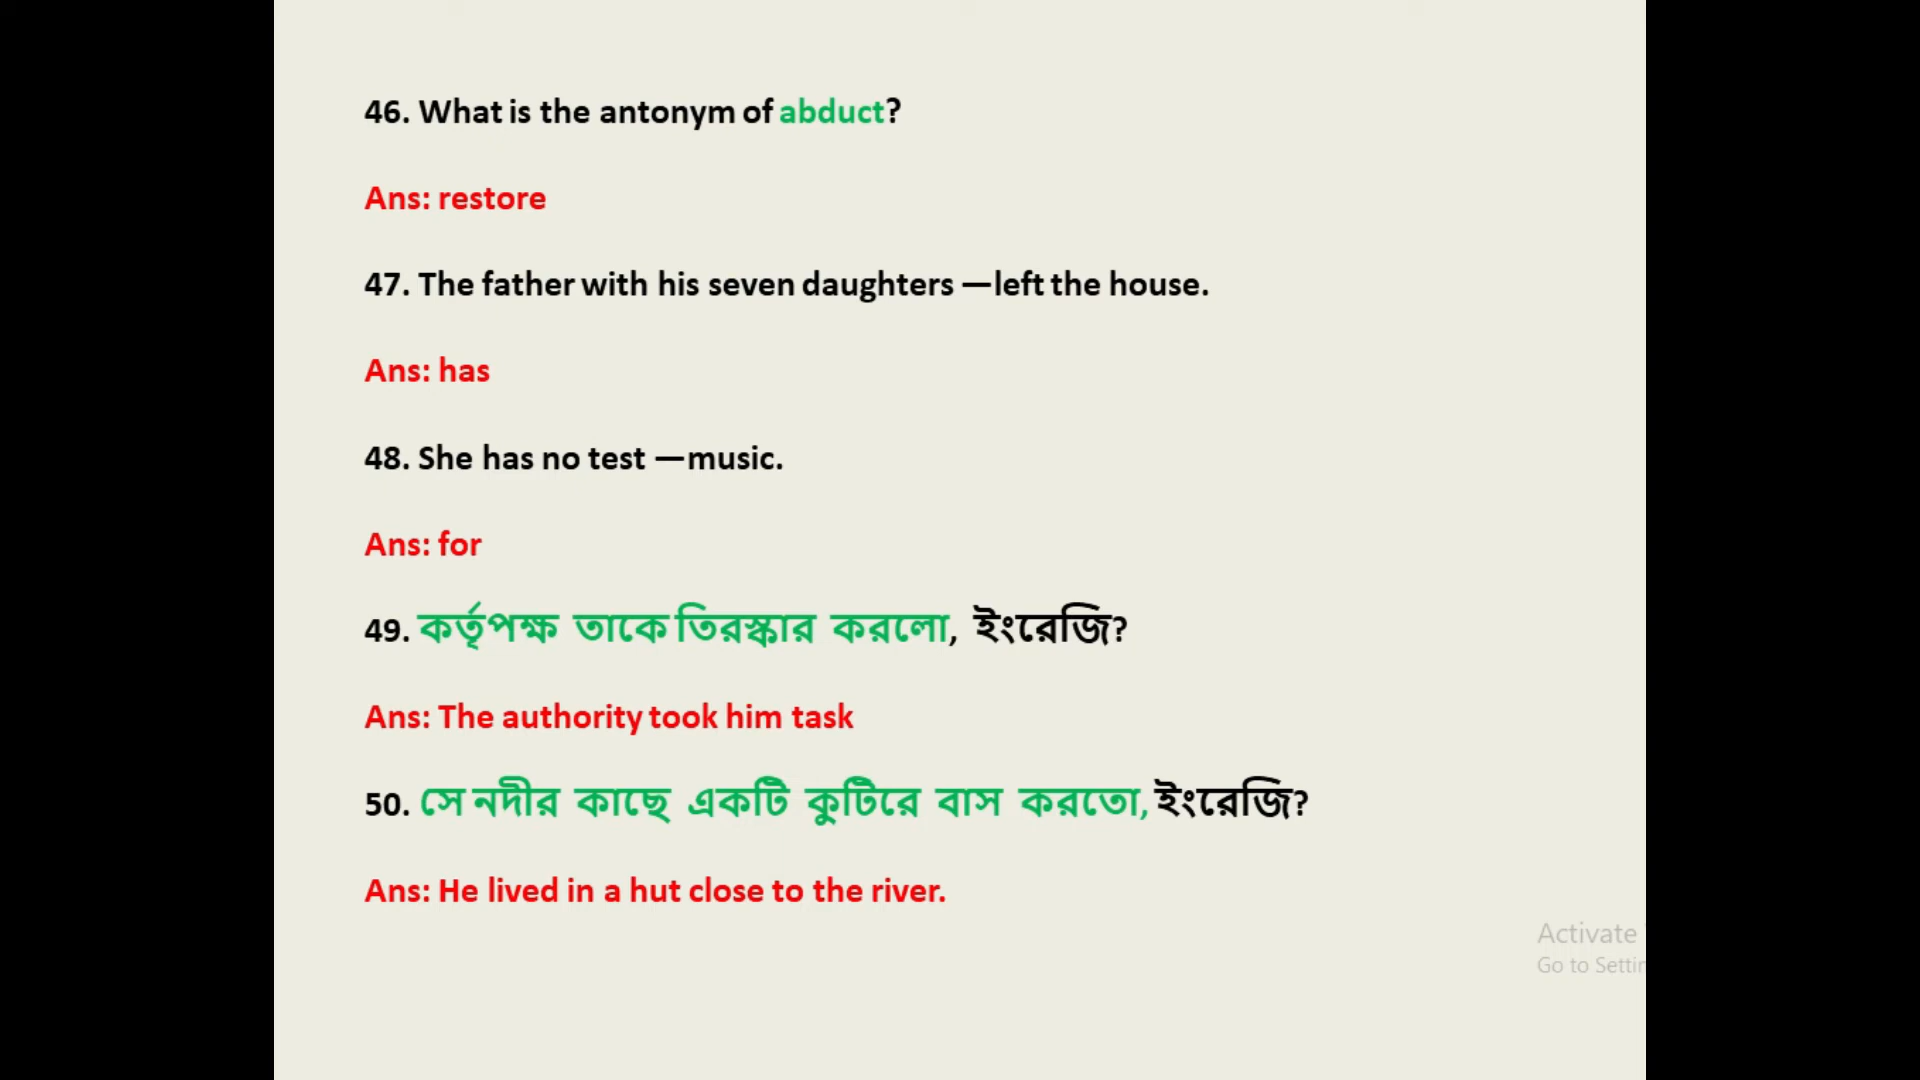 46. What is the antonym of abduct?
Ans: restore
47. The father with his seven daughters —left the house.
Ans: has
48. She has no test —music.
Ans: for
49. কর্তৃপক্ষ তাকে তিরস্কার করলো, ইংরেজি?
Ans: The authority took him task
50. সে নদীর কাছে একটি কুটিরে বাস করতো, ইংরেজি?
Ans: He lived in a hut close to the river.
Activate
Go to